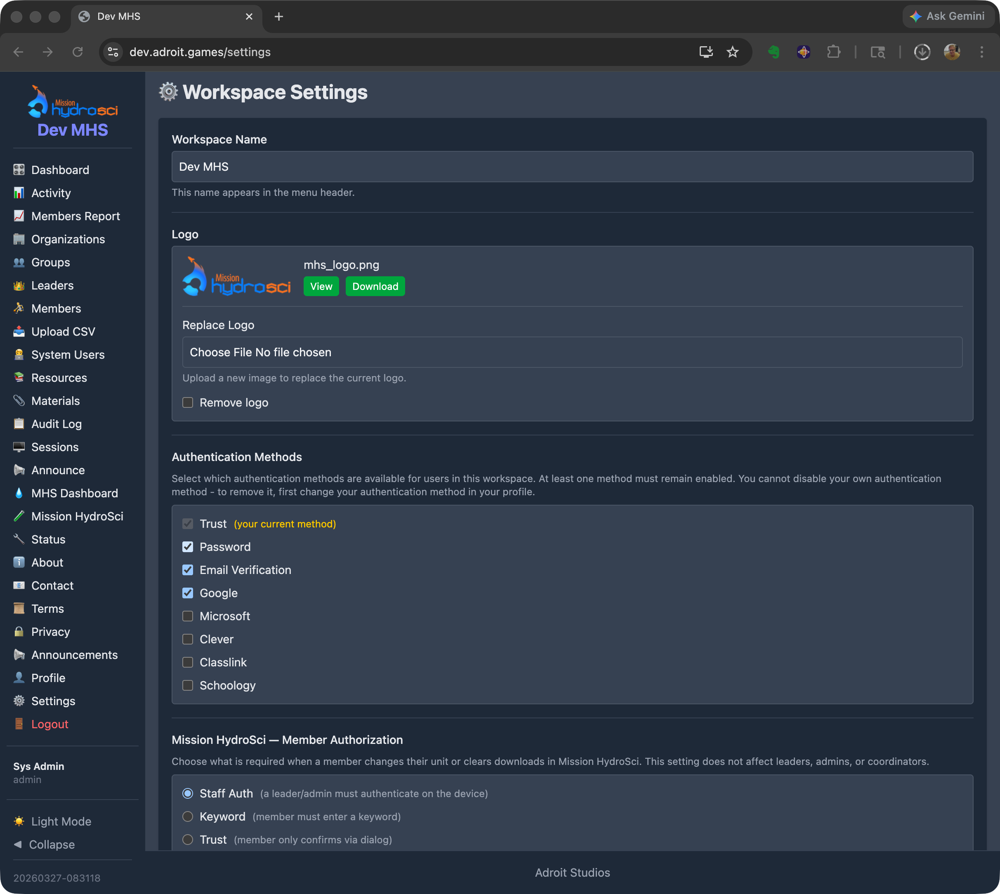 Dev MHS
Ask Gemini
dev.adroit.games/settings
Mission
hydrosci
Dev MHS
Dashboard
Activity
Members Report
Organizations
Groups
Leaders
Members
Upload CSV
System Users
Resources
Materials
Audit Log
Sessions
Announce
MHS Dashboard
Mission HydroSci
Status
About
Contact
Terms
Privacy
Announcements
Profile
Settings
Logout
Sys Admin
admin
Light Mode
Collapse
20260327-083118
Workspace Settings
Workspace Name
Dev MHS
This name appears in the menu header.
Logo
Mission
hydrosci
mhs_logo.png
View Download
Replace Logo
Choose File No file chosen
Upload a new image to replace the current logo.
Remove logo
Authentication Methods
Select which authentication methods are available for users in this workspace. At least one method must remain enabled. You cannot disable your own authentication
method - to remove it, first change your authentication method in your profile.
Trust (your current method)
Password
Email Verification
Google
Microsoft
Clever
Classlink
Schoology
Mission HydroSci — Member Authorization
Choose what is required when a member changes their unit or clears downloads in Mission HydroSci. This setting does not affect leaders, admins, or coordinators.
Staff Auth (a leader/admin must authenticate on the device)
Keyword (member must enter a keyword)
Trust (member only confirms via dialog)
Adroit Studios